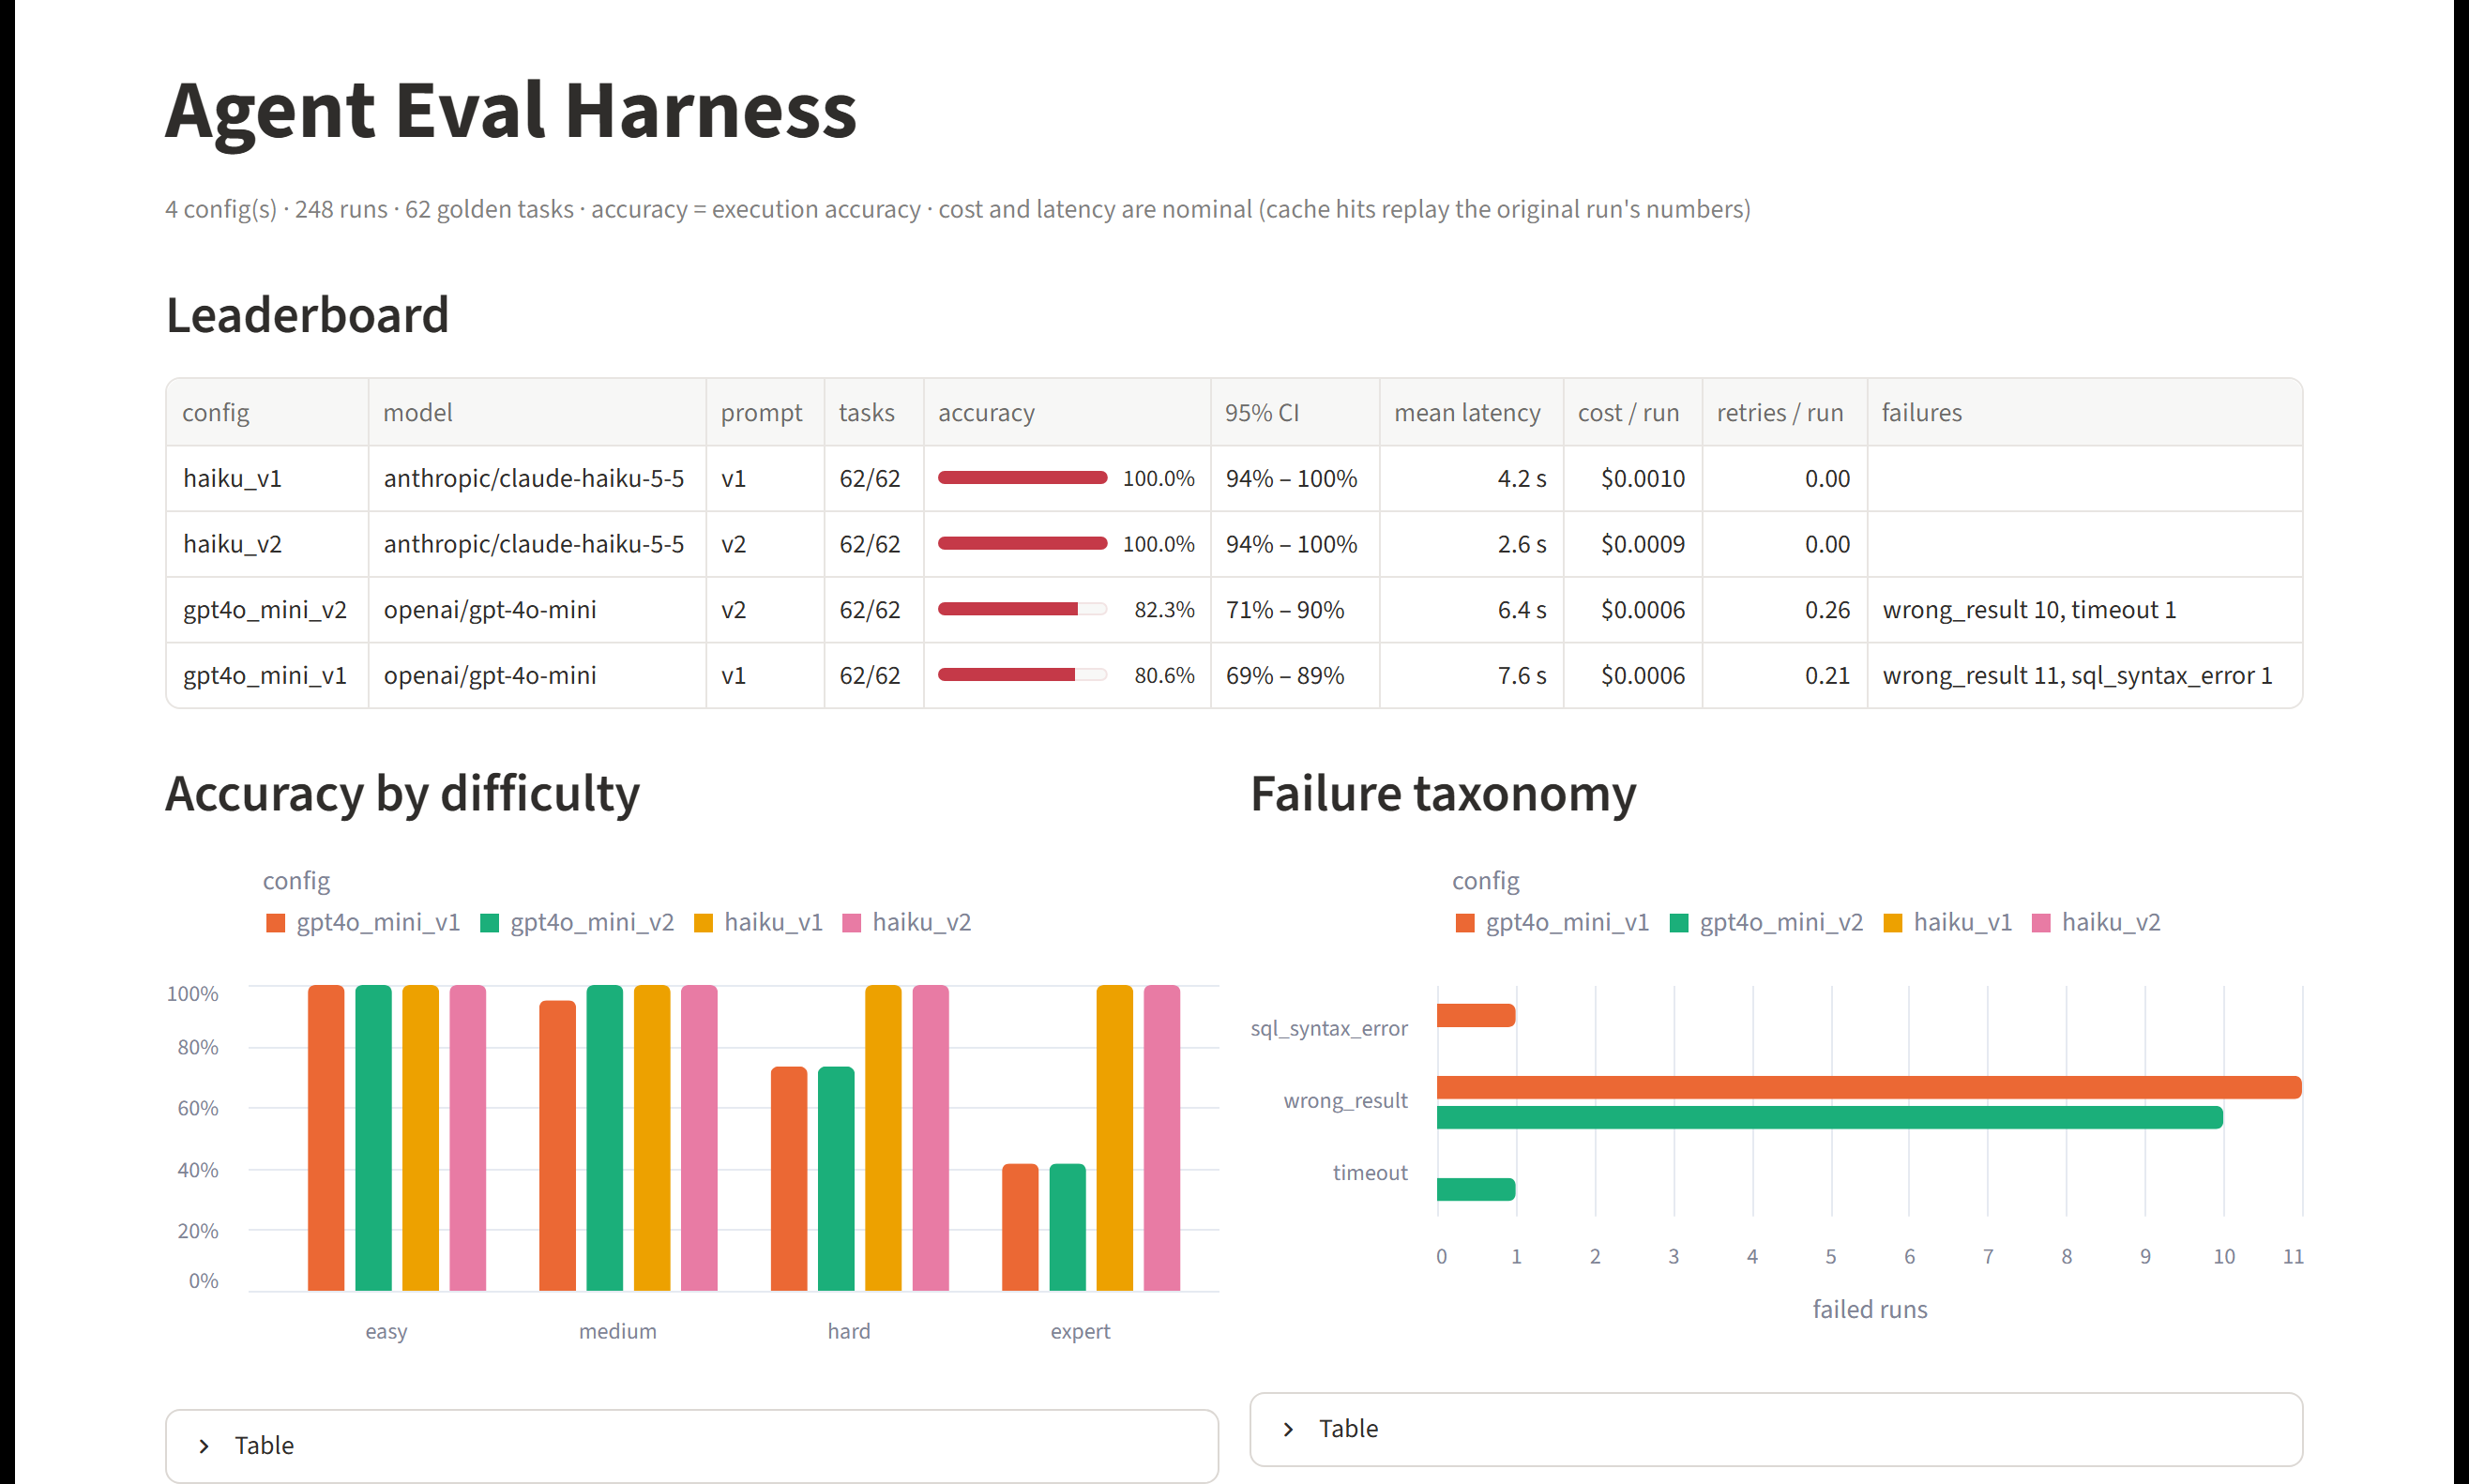 Agent Eval Harness
4 config(s) · 248 runs · 62 golden tasks · accuracy = execution accuracy · cost and latency are nominal (cache hits replay the original run's numbers)
Leaderboard
config model prompt tasks accuracy 95% CI mean latency cost / run retries / run failures
haiku_v1 anthropic/claude-haiku-5-5 v1 62/62 100.0% 94% – 100% 4.2 s $0.0010 0.00
haiku_v2 anthropic/claude-haiku-5-5 v2 62/62 100.0% 94% – 100% 2.6 s $0.0009 0.00
gpt4o_mini_v2 openai/gpt-4o-mini v2 62/62 82.3% 71% – 90% 6.4 s $0.0006 0.26 wrong_result 10, timeout 1
gpt4o_mini_v1 openai/gpt-4o-mini v1 62/62 80.6% 69% – 89% 7.6 s $0.0006 0.21 wrong_result 11, sql_syntax_error 1
Accuracy by difficulty
config
gpt4o_mini_v1 gpt4o_mini_v2 haiku_v1 haiku_v2
100%
80%
60%
40%
20%
0%
easy medium hard expert
Table
Failure taxonomy
config
gpt4o_mini_v1 gpt4o_mini_v2 haiku_v1 haiku_v2
sql_syntax_error
wrong_result
timeout
0 1 2 3 4 5 6 7 8 9 10 11
failed runs
Table